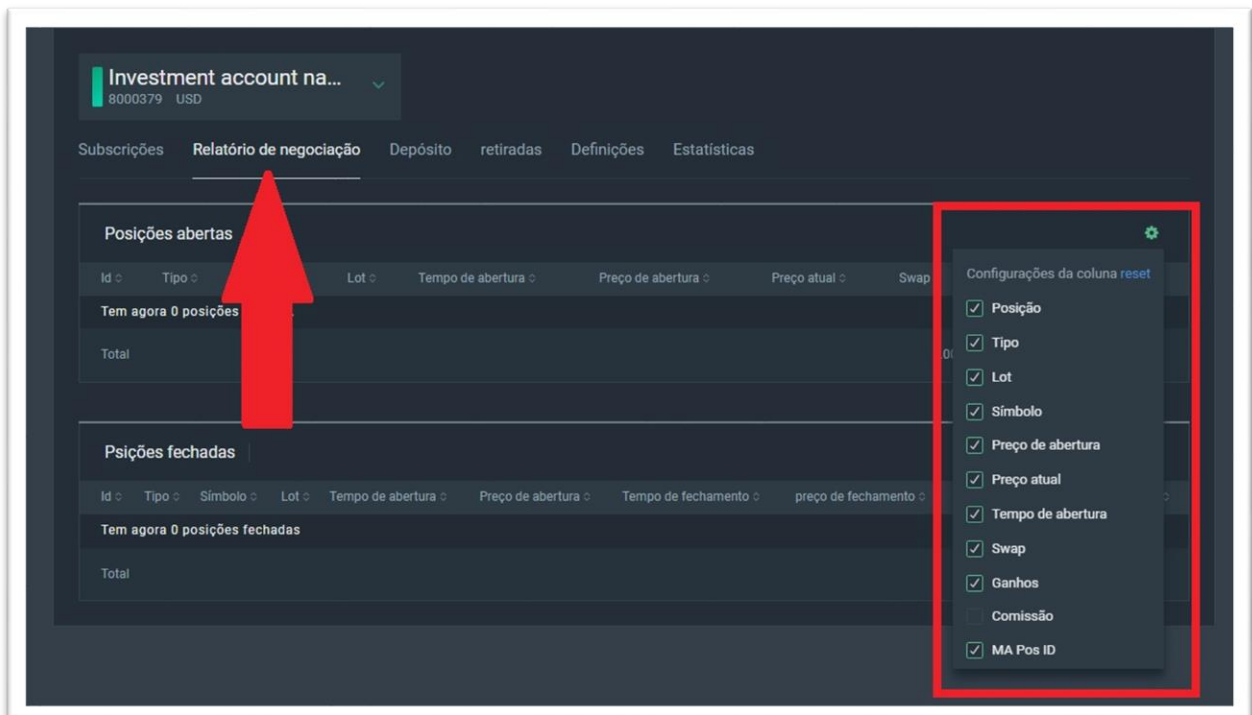 Investment account na...
8000379 USD
Subscrições Relatório de negociação Depósito retiradas Definições Estatísticas
Posições abertas
Id Tipo Lot Tempo de abertura Preço de abertura Preço atual Swap
Tem agora 0 posições
Total
Configurações da coluna reset
Posição
Tipo
Lot
Símbolo
Preço de abertura
Preço atual
Tempo de abertura
Swap
Ganhos
Comissão
MA Pos ID
Psições fechadas
Id Tipo Símbolo Lot Tempo de abertura Preço de abertura Tempo de fechamento preço de fechamento
Tem agora 0 posições fechadas
Total